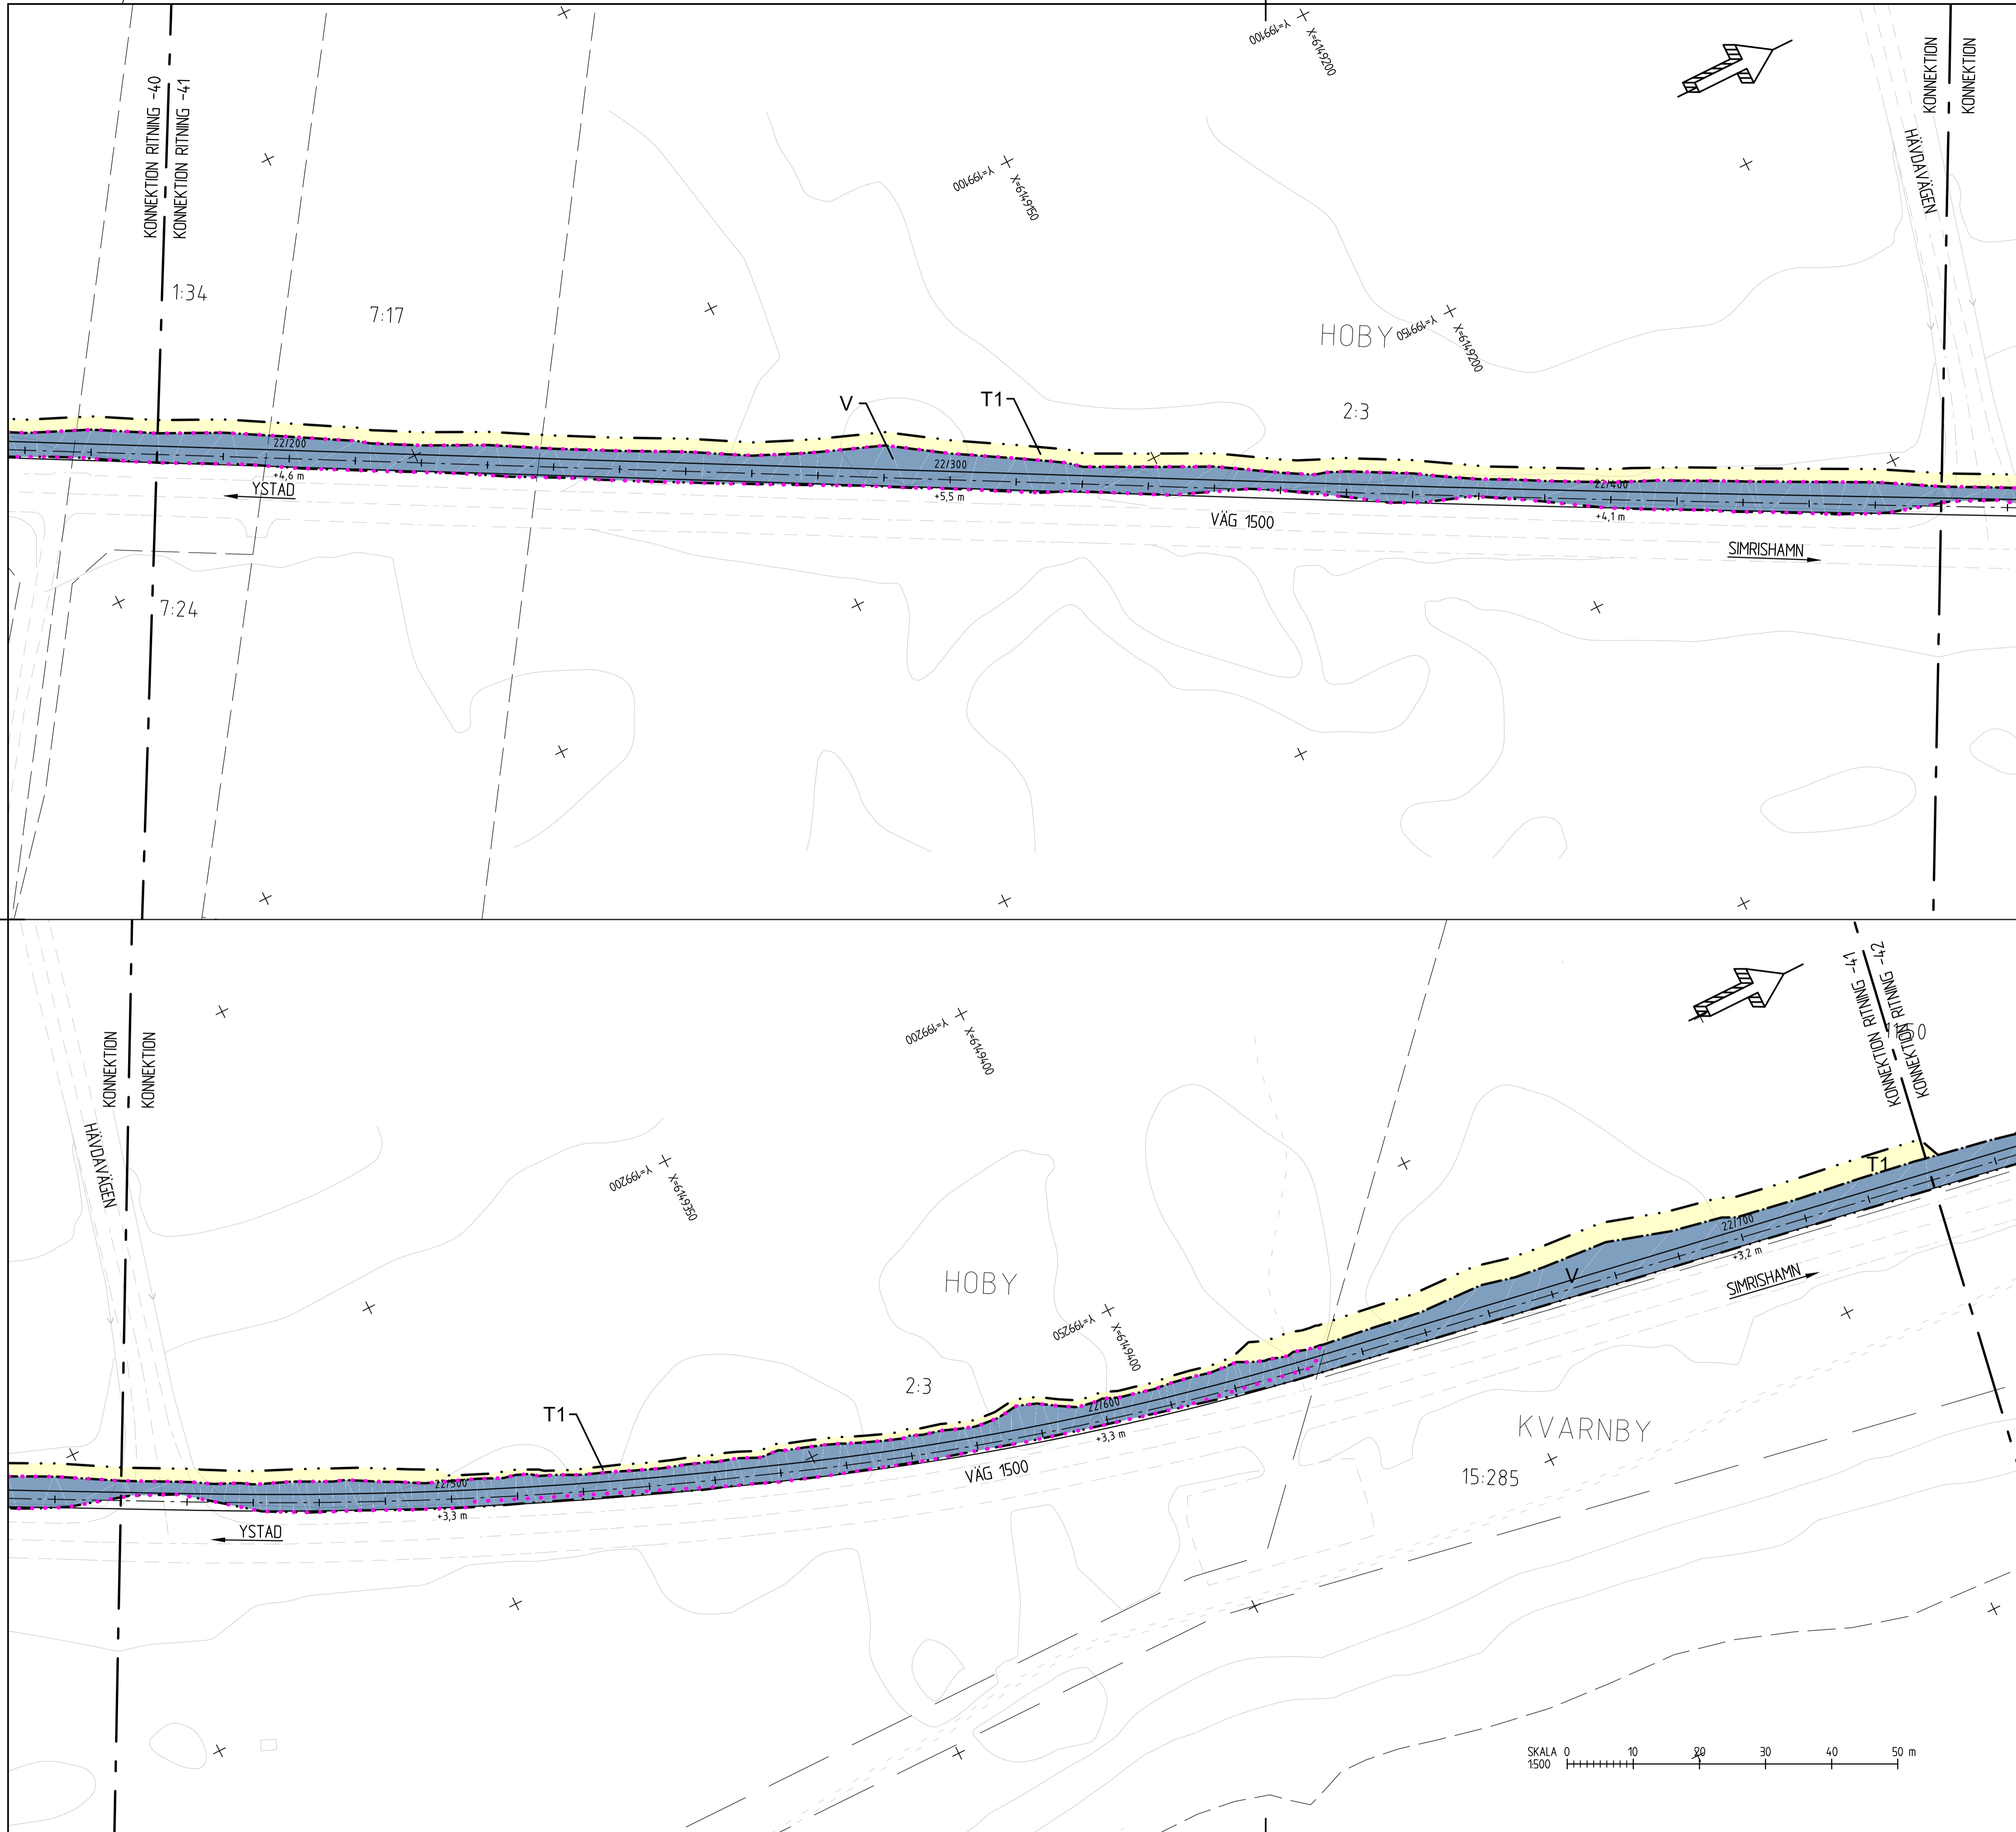 Y=199100
X=6149200
KONNEKTION RITNING -40
KONNEKTION RITNING -41
KONNEKTION
KONNEKTION
HÄVDAVÄGEN
Y=199100
X=6149150
1:34
7:17
HOBY
Y=199150
X=6149200
2:3
V
T1
22/200
+4,6 m
YSTAD
22/300
+5,5 m
22/400
+4,1 m
VÄG 1500
SIMRISHAMN
7:24
KONNEKTION RITNING -41
KONNEKTION RITNING -42
KONNEKTION
KONNEKTION
HÄVDAVÄGEN
Y=199200
X=6149400
Y=199200
X=6149350
T1
22/700
+3,2 m
V
SIMRISHAMN
HOBY
Y=199250
X=6149400
2:3
T1
22/600
+3,3 m
KVARNBY
15:285
VÄG 1500
22/500
+3,3 m
YSTAD
SKALA 0 10 20 30 40 50 m
1:500